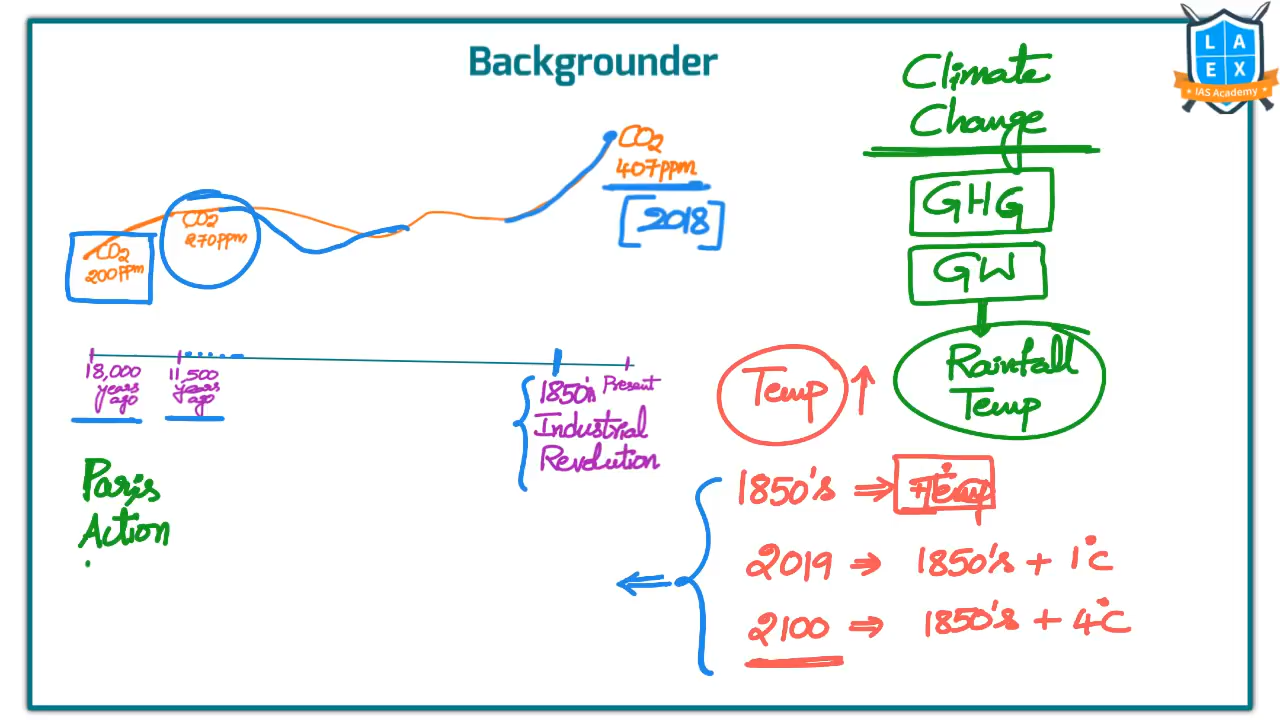 Backgrounder
L A
E X
IAS Academy
Climate
Change
GHG
GW
Rainfall
Temp
CO2
407ppm
[2018]
CO2
270ppm
CO2
200ppm
18,000
years
ago
11,500
years
ago
1850's
Present
Industrial
Revolution
Temp ↑
1850's ⇒ Temp
2019 ⇒ 1850's + 1°C
2100 ⇒ 1850's + 4°C
Paris
Action